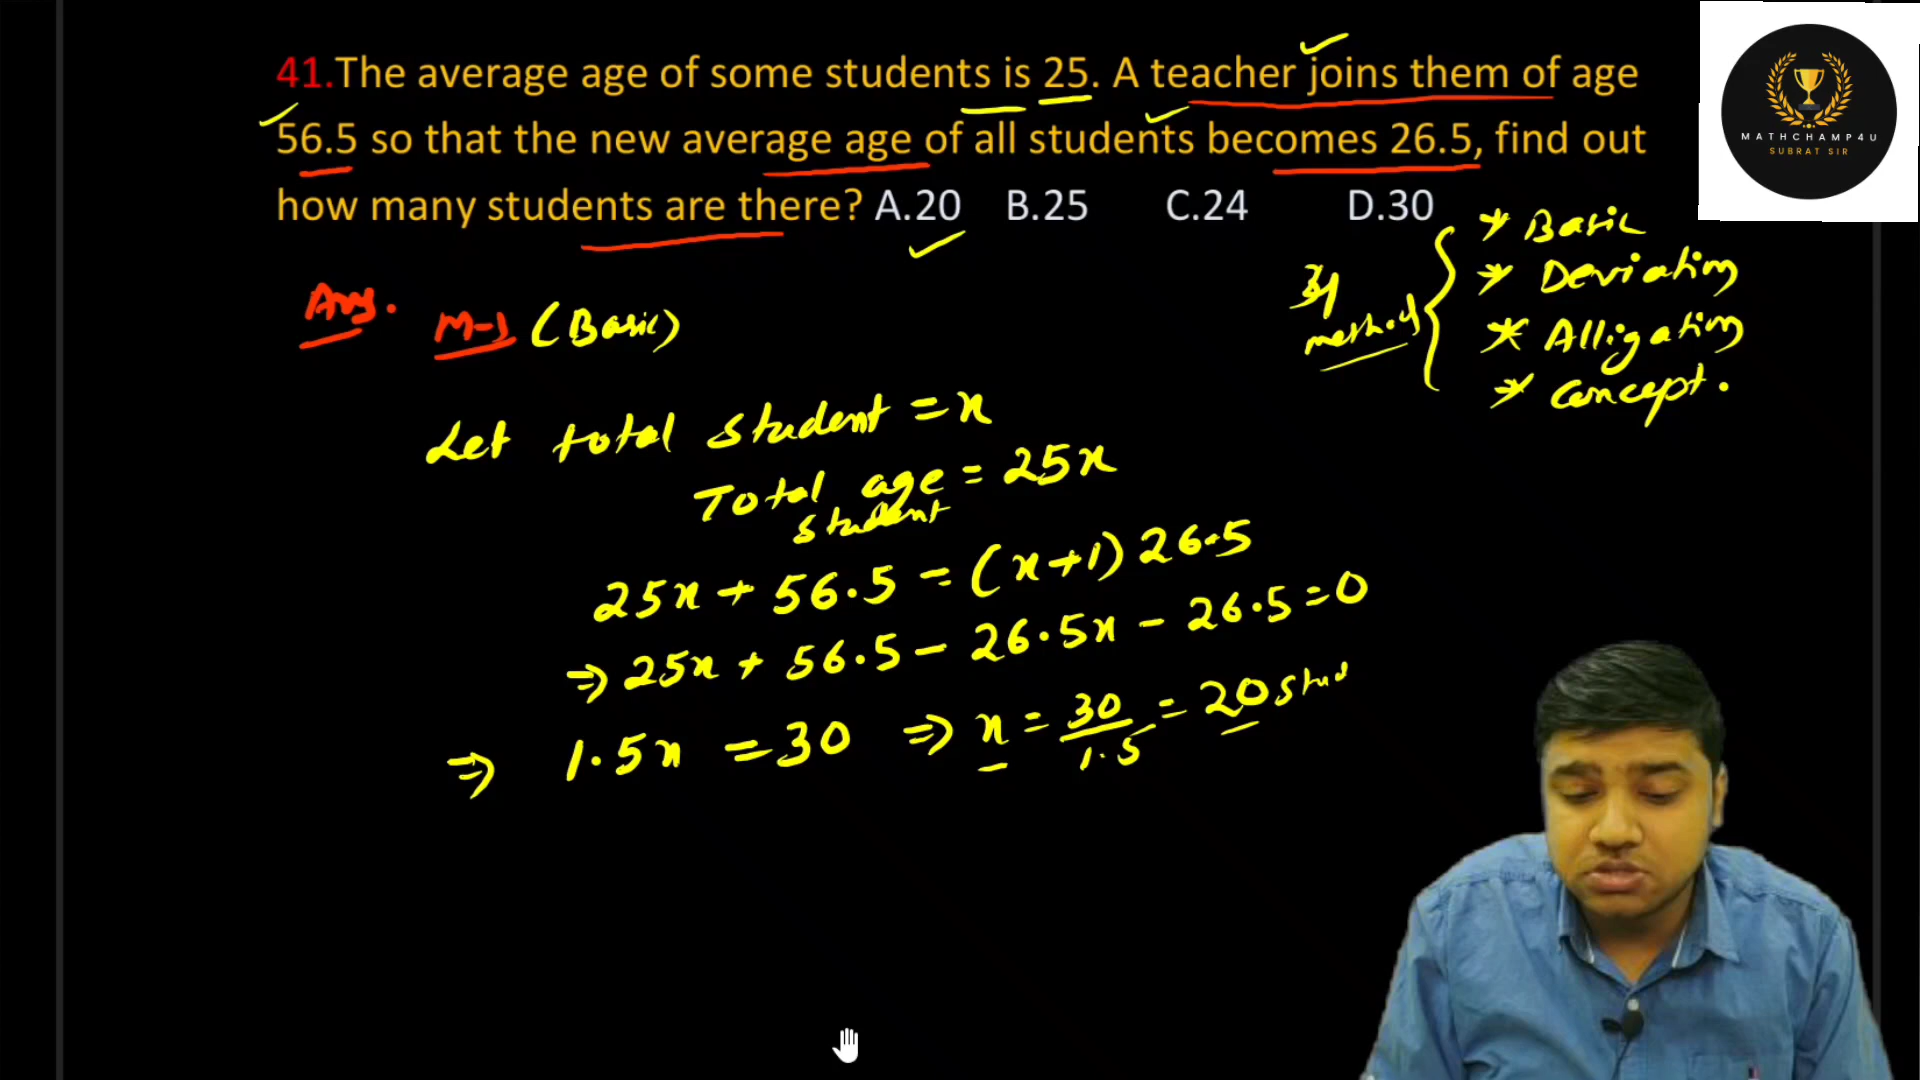 41.The average age of some students is 25. A teacher joins them of age
56.5 so that the new average age of all students becomes 26.5, find out
how many students are there? A.20 B.25 C.24 D.30
MATHCHAMP4U
SUBRAT SIR
method
* Basic
* Deviating
* Alligating
* Concept.
Ans. M-1 (Basic)
Let total student = x
Total age = 25x
student
25x + 56.5 = (x+1) 26.5
⇒ 25x + 56.5 - 26.5x - 26.5 = 0
⇒ 1.5x = 30 ⇒ x = 30/1.5 = 20 stud